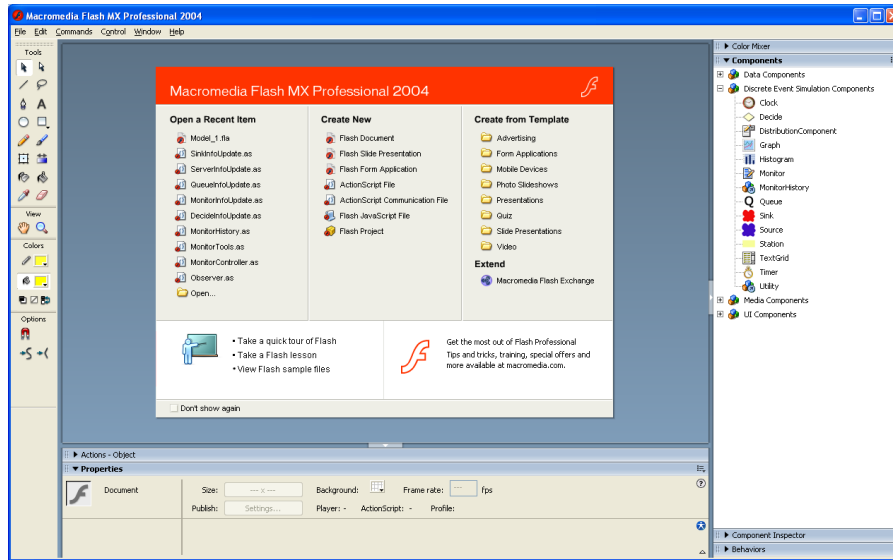 Macromedia Flash MX Professional 2004
File Edit Commands Control Window Help
Tools
View
Colors
Options
Macromedia Flash MX Professional 2004
Open a Recent Item
Model_1.fla
SinkInfoUpdate.as
ServerInfoUpdate.as
QueueInfoUpdate.as
MonitorInfoUpdate.as
DecideInfoUpdate.as
MonitorHistory.as
MonitorTools.as
MonitorController.as
Observer.as
Open...
Create New
Flash Document
Flash Slide Presentation
Flash Form Application
ActionScript File
ActionScript Communication File
Flash JavaScript File
Flash Project
Create from Template
Advertising
Form Applications
Mobile Devices
Photo Slideshows
Presentations
Quiz
Slide Presentations
Video
Extend
Macromedia Flash Exchange
• Take a quick tour of Flash
• Take a Flash lesson
• View Flash sample files
Get the most out of Flash Professional
Tips and tricks, training, special offers and
more available at macromedia.com.
Don't show again
Actions - Object
Properties
Document
Size: --- x ---
Background:
Frame rate: --- fps
Publish: Settings...
Player: - ActionScript: - Profile:
Color Mixer
Components
Data Components
Discrete Event Simulation Components
Clock
Decide
DistributionComponent
Graph
Histogram
Monitor
MonitorHistory
Q Queue
Sink
Source
Station
TextGrid
Timer
Utility
Media Components
UI Components
Component Inspector
Behaviors